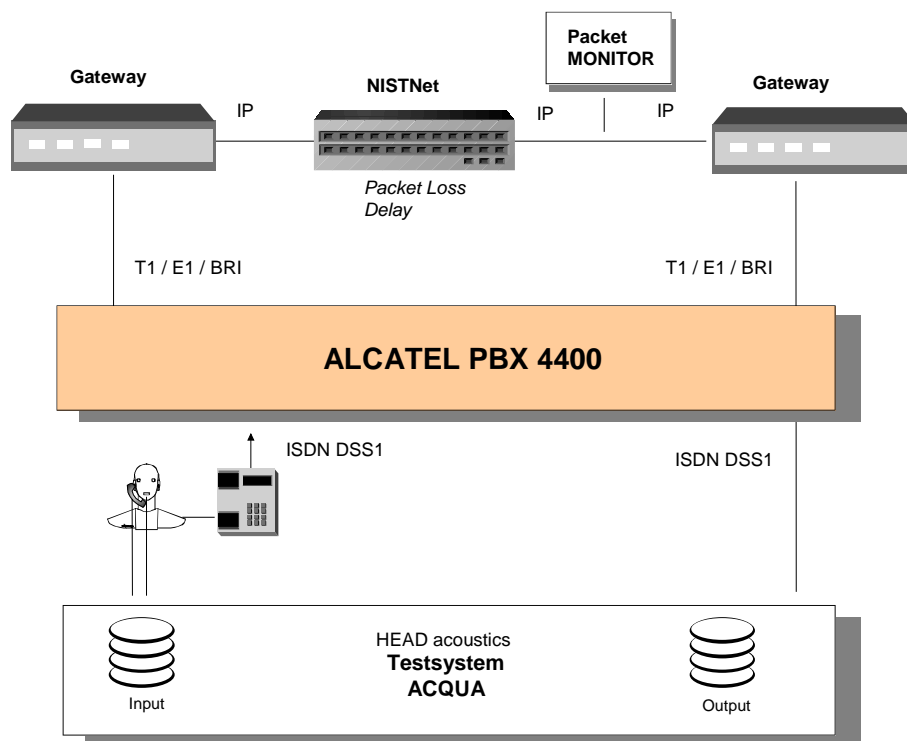 Packet
MONITOR
Gateway
NISTNet
Gateway
IP
IP
IP
Packet Loss
Delay
T1 / E1 / BRI
T1 / E1 / BRI
ALCATEL PBX 4400
ISDN DSS1
ISDN DSS1
HEAD acoustics
Testsystem
ACQUA
Input
Output